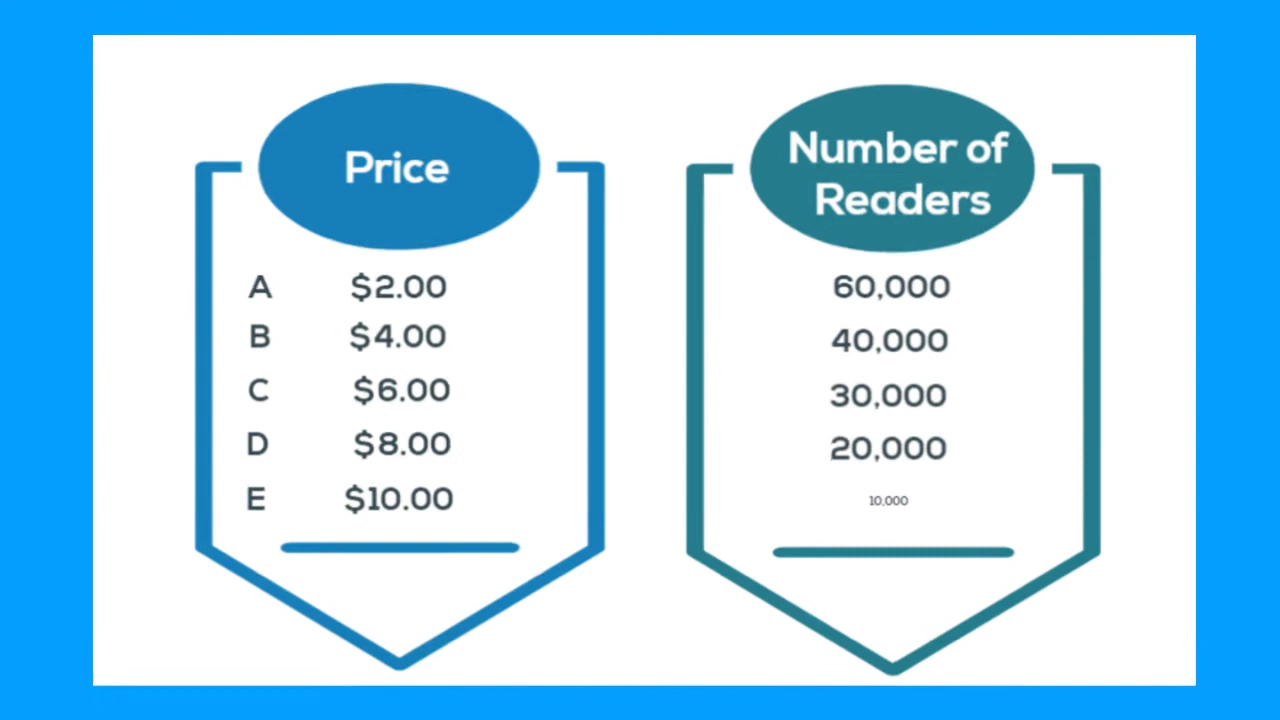 Price
A $2.00
B $4.00
C $6.00
D $8.00
E $10.00
Number of
Readers
60,000
40,000
30,000
20,000
10,000